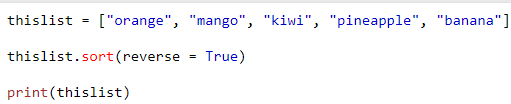 thislist = ["orange", "mango", "kiwi", "pineapple", "banana"]
thislist.sort(reverse = True)
print(thislist)